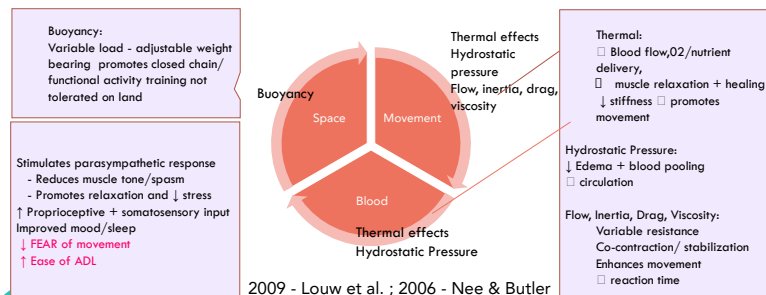 Buoyancy:
Variable load - adjustable weight
bearing promotes closed chain/
functional activity training not
tolerated on land
Stimulates parasympathetic response
- Reduces muscle tone/spasm
- Promotes relaxation and ↓ stress
↑ Proprioceptive + somatosensory input
Improved mood/sleep
↓ FEAR of movement
↑ Ease of ADL
Buoyancy
Space
Movement
Blood
Thermal effects
Hydrostatic
pressure
Flow, inertia, drag,
viscosity
Thermal effects
Hydrostatic Pressure
Thermal:
□ Blood flow,02/nutrient
delivery,
▯ muscle relaxation + healing
↓ stiffness □ promotes
movement
Hydrostatic Pressure:
↓ Edema + blood pooling
□ circulation
Flow, Inertia, Drag, Viscosity:
Variable resistance
Co-contraction/ stabilization
Enhances movement
□ reaction time
2009 - Louw et al. ; 2006 - Nee & Butler